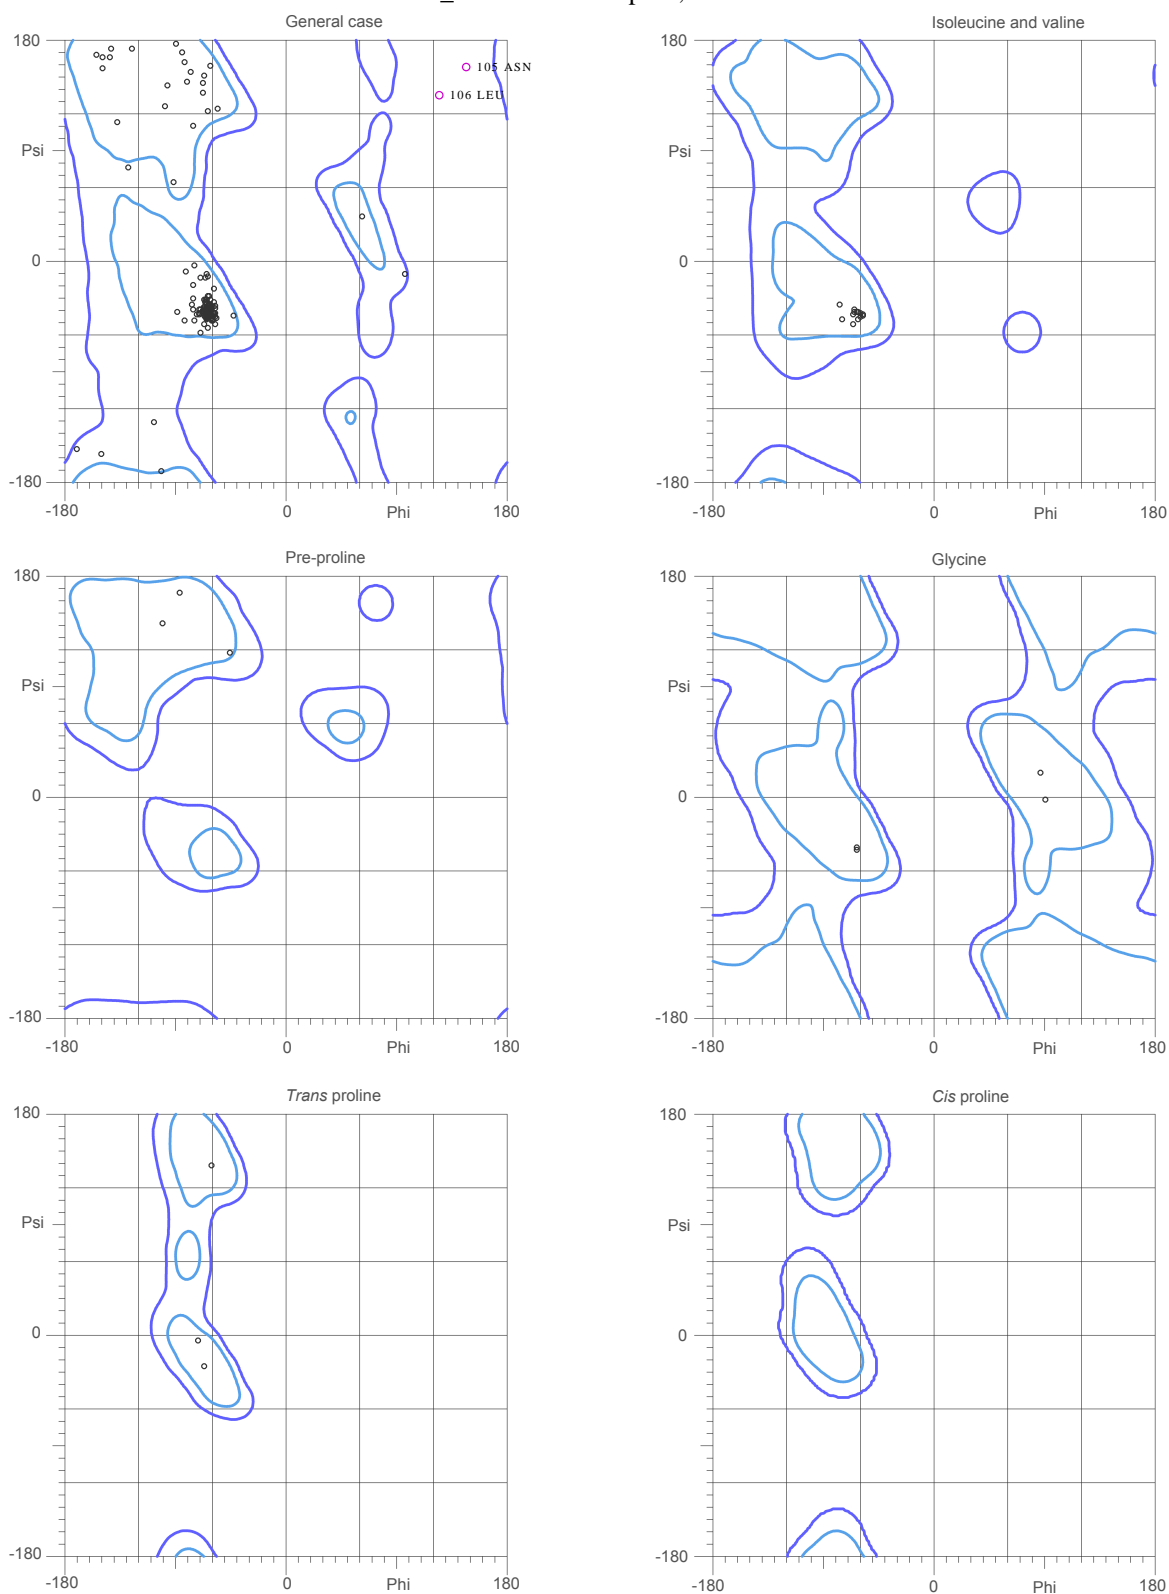 General case
Isoleucine and valine
180
105 ASN
106 LEU
Psi
0
-180
-180
0
Phi
180
180
Psi
0
-180
-180
0
Phi
180
Pre-proline
Glycine
180
Psi
0
-180
-180
0
Phi
180
180
Psi
0
-180
-180
0
Phi
180
Trans proline
Cis proline
180
Psi
0
-180
-180
0
Phi
180
180
Psi
0
-180
-180
0
Phi
180